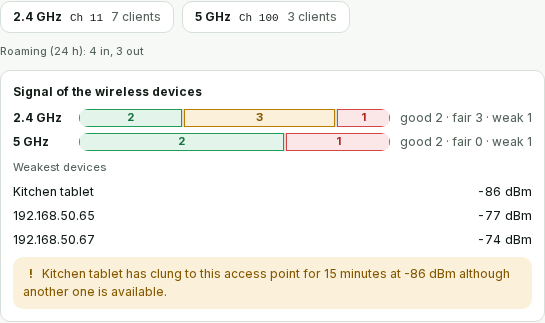 2.4 GHz Ch 11 7 clients 5 GHz Ch 100 3 clients
Roaming (24 h): 4 in, 3 out
Signal of the wireless devices
2.4 GHz 2 3 1 good 2 · fair 3 · weak 1
5 GHz 2 1 good 2 · fair 0 · weak 1
Weakest devices
Kitchen tablet -86 dBm
192.168.50.65 -77 dBm
192.168.50.67 -74 dBm
! Kitchen tablet has clung to this access point for 15 minutes at -86 dBm although
another one is available.